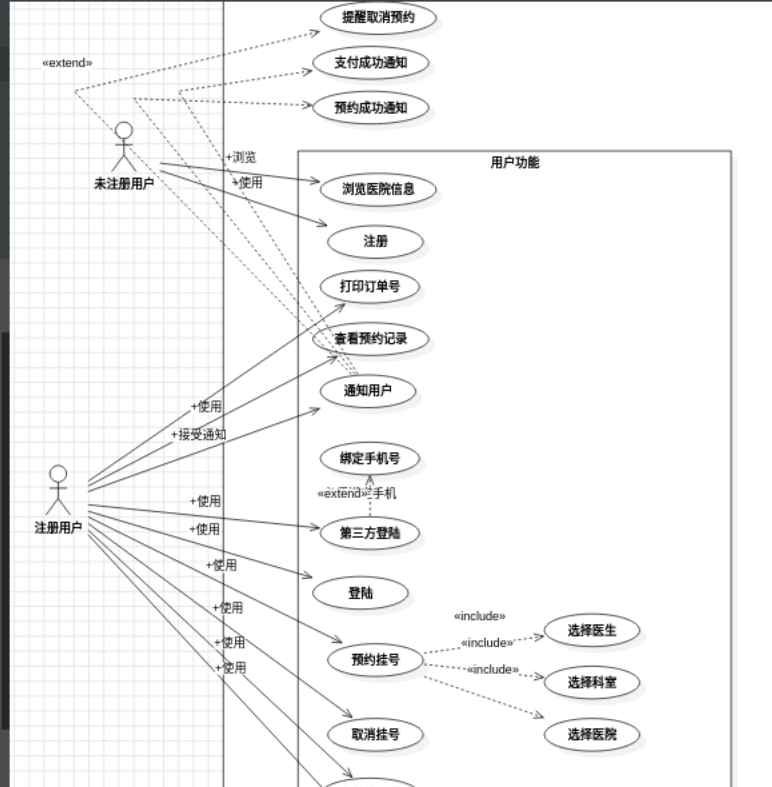 提醒取消预约
«extend»
支付成功通知
预约成功通知
+浏览
用户功能
未注册用户
+使用
浏览医院信息
注册
打印订单号
查看预约记录
通知用户
+使用
+接受通知
绑定手机号
«extend»
手机
+使用
注册用户
第三方登陆
+使用
+使用
登陆
+使用
«include»
选择医生
+使用
«include»
预约挂号
+使用
«include»
选择科室
取消挂号
选择医院